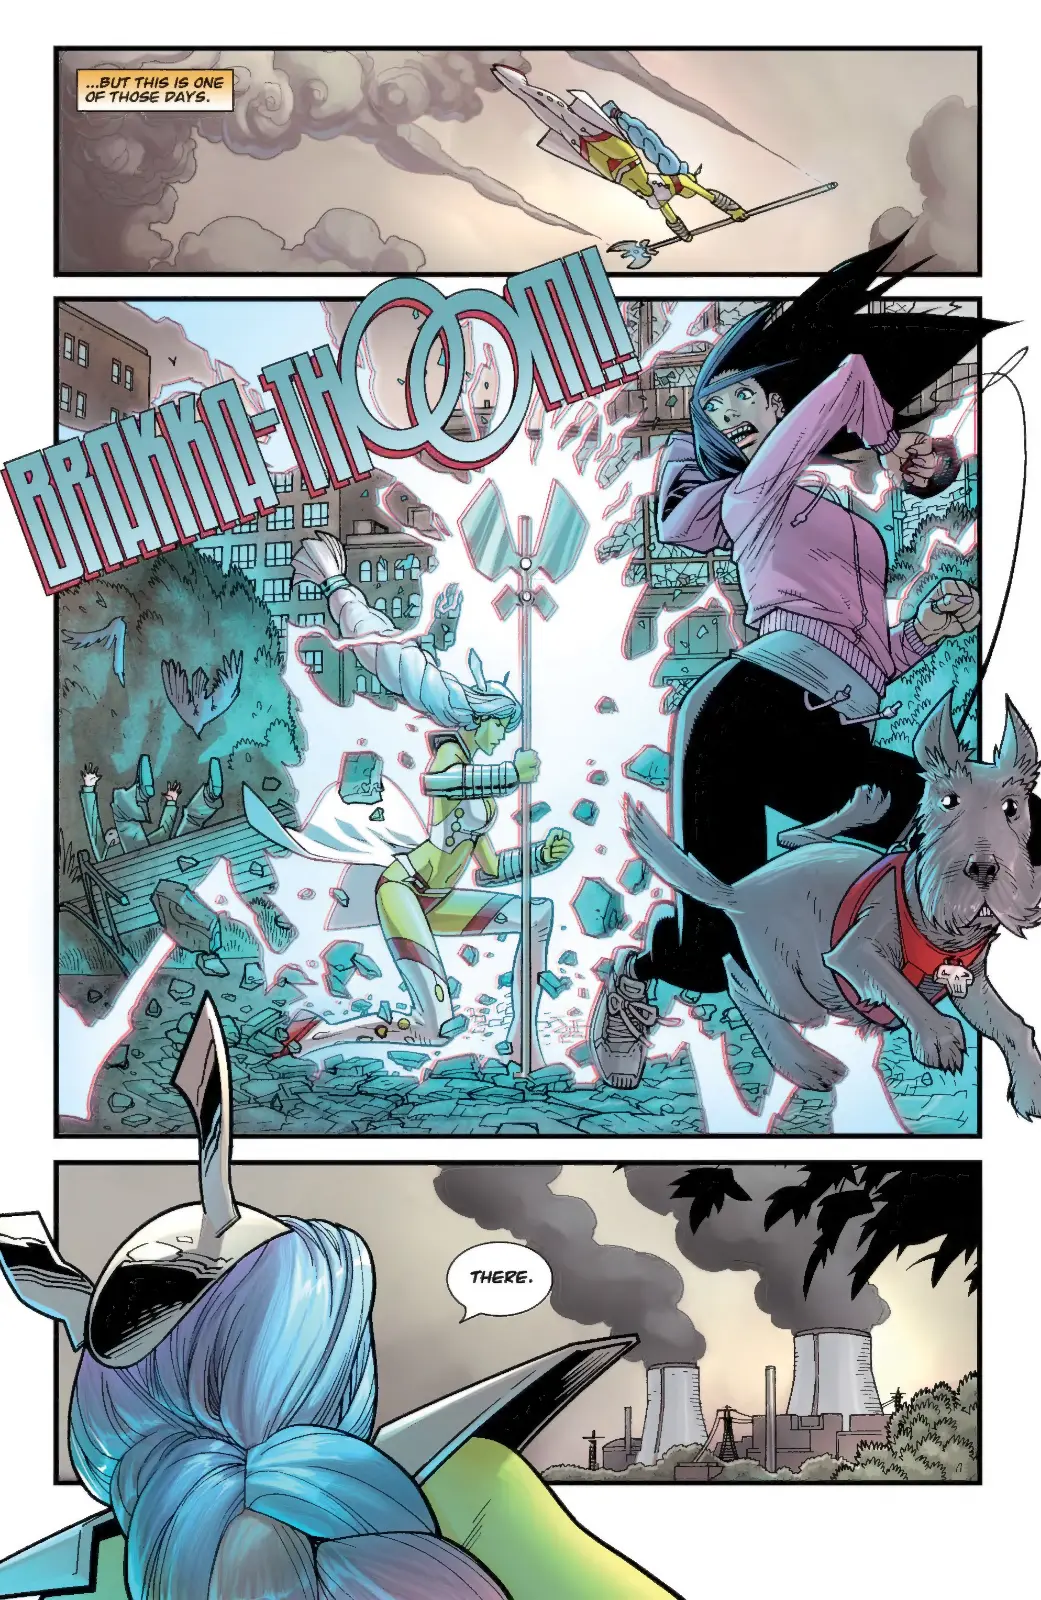 ...BUT THIS IS ONE
OF THOSE DAYS.
BRAKKA-THOOM!!
THERE.